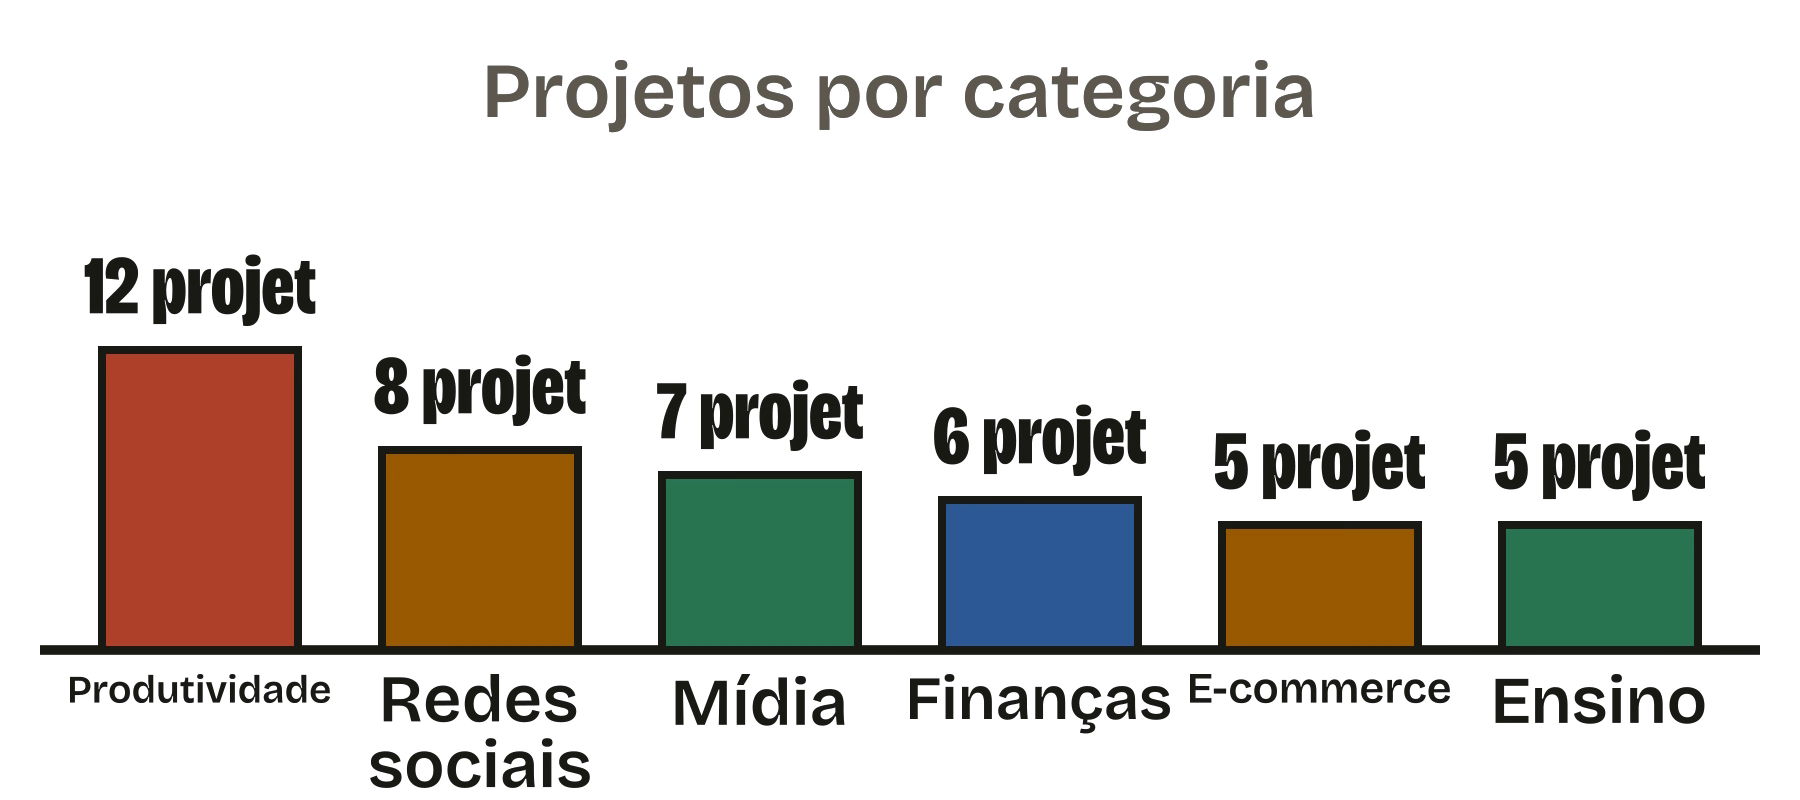 Projetos por categoria
12 projet
8 projet
7 projet
6 projet
5 projet
5 projet
Produtividade
Redes
sociais
Mídia
Finanças
E-commerce
Ensino